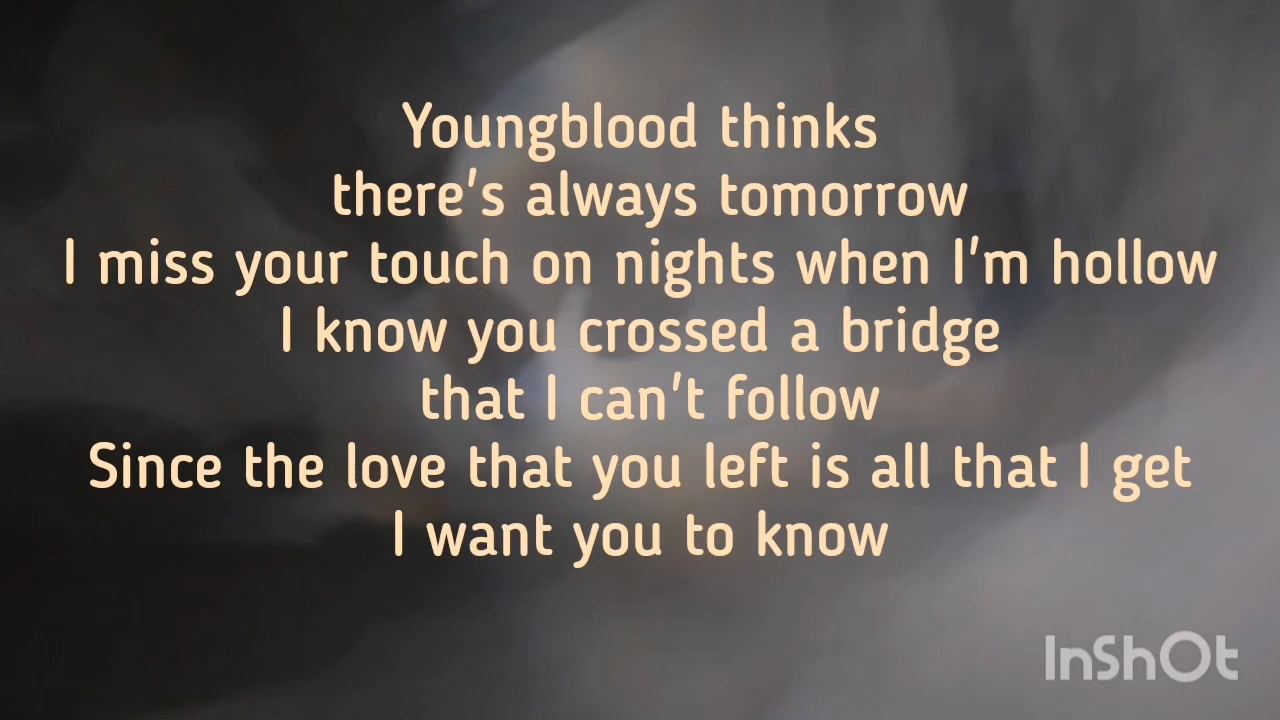 Youngblood thinks
there's always tomorrow
I miss your touch on nights when I'm hollow
I know you crossed a bridge
that I can't follow
Since the love that you left is all that I get
I want you to know
InShOt